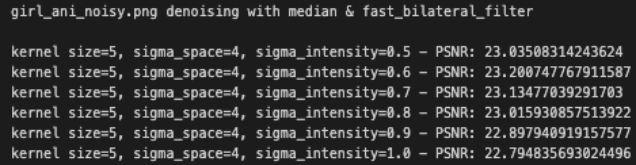 girl_ani_noisy.png denoising with median & fast_bilateral_filter
kernel size=5, sigma_space=4, sigma_intensity=0.5 – PSNR: 23.03508314243624
kernel size=5, sigma_space=4, sigma_intensity=0.6 – PSNR: 23.200747767911587
kernel size=5, sigma_space=4, sigma_intensity=0.7 – PSNR: 23.13477039291703
kernel size=5, sigma_space=4, sigma_intensity=0.8 – PSNR: 23.015930857513922
kernel size=5, sigma_space=4, sigma_intensity=0.9 – PSNR: 22.897940919157577
kernel size=5, sigma_space=4, sigma_intensity=1.0 – PSNR: 22.794835693024496